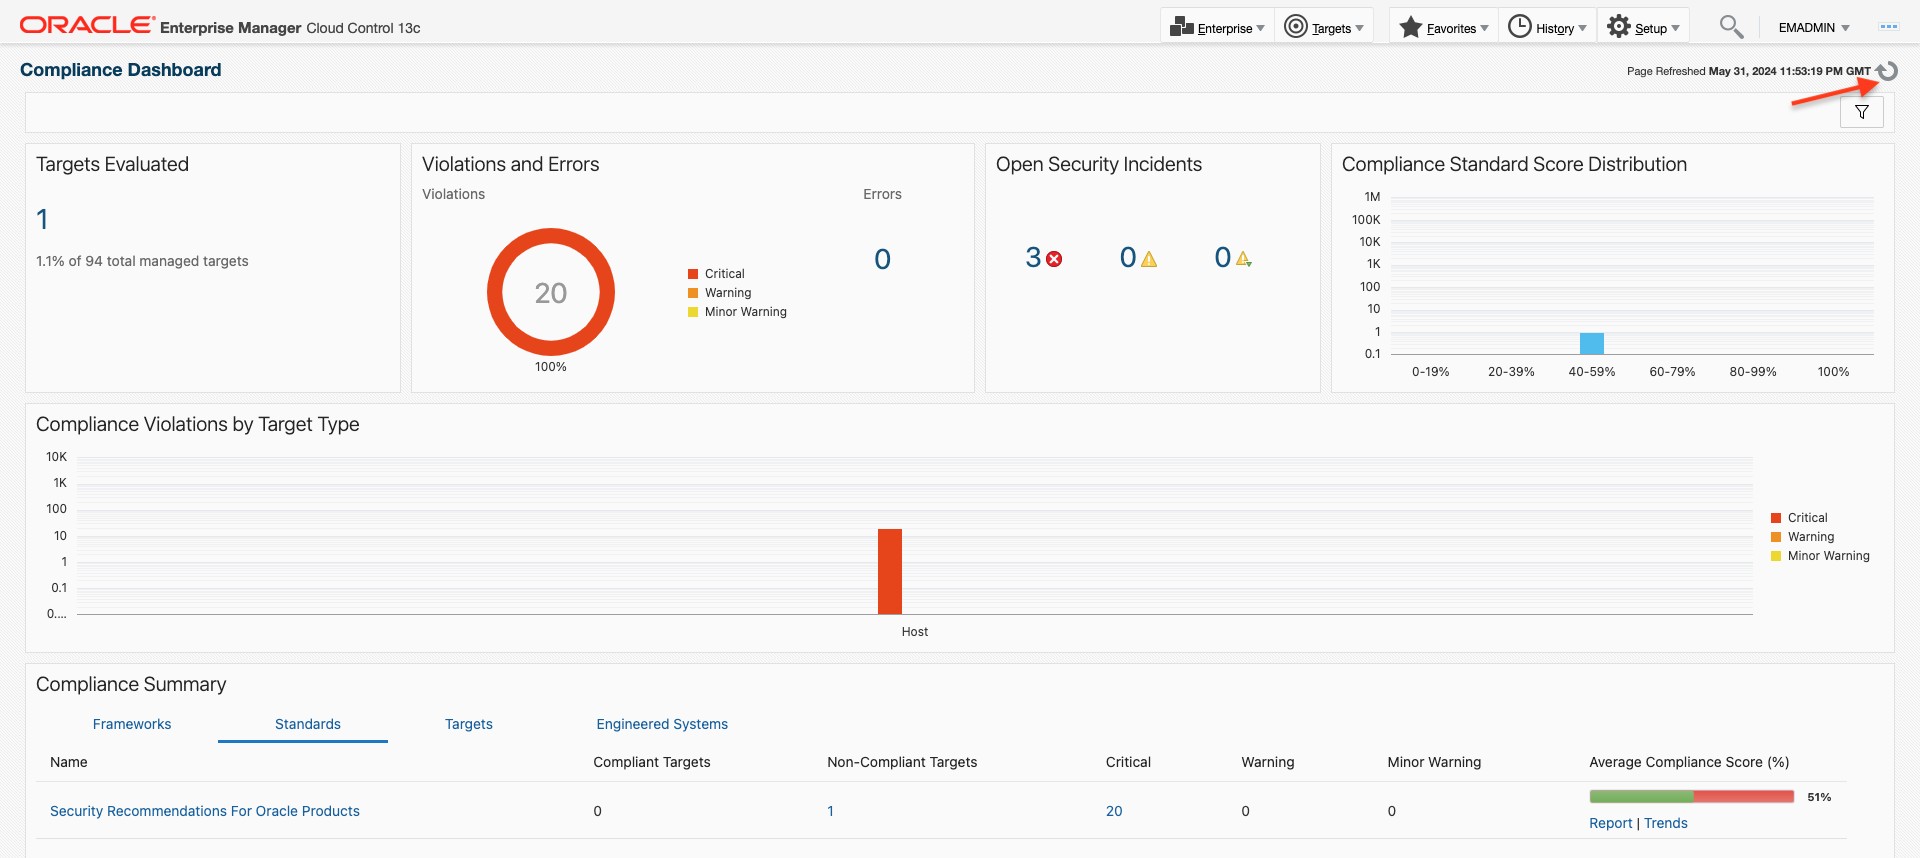 ORACLE Enterprise Manager Cloud Control 13c
Enterprise Targets Favorites History Setup EMADMIN
Compliance Dashboard
Page Refreshed May 31, 2024 11:53:19 PM GMT
Targets Evaluated
1
1.1% of 94 total managed targets
Violations and Errors
Violations
Errors
20
100%
Critical
Warning
Minor Warning
0
Open Security Incidents
3 0 0
Compliance Standard Score Distribution
1M
100K
10K
1K
100
10
1
0.1
0-19% 20-39% 40-59% 60-79% 80-99% 100%
Compliance Violations by Target Type
10K
1K
100
10
1
0.1
0....
Host
Critical
Warning
Minor Warning
Compliance Summary
Frameworks Standards Targets Engineered Systems
Name Compliant Targets Non-Compliant Targets Critical Warning Minor Warning Average Compliance Score (%)
Security Recommendations For Oracle Products 0 1 20 0 0 51%
Report | Trends